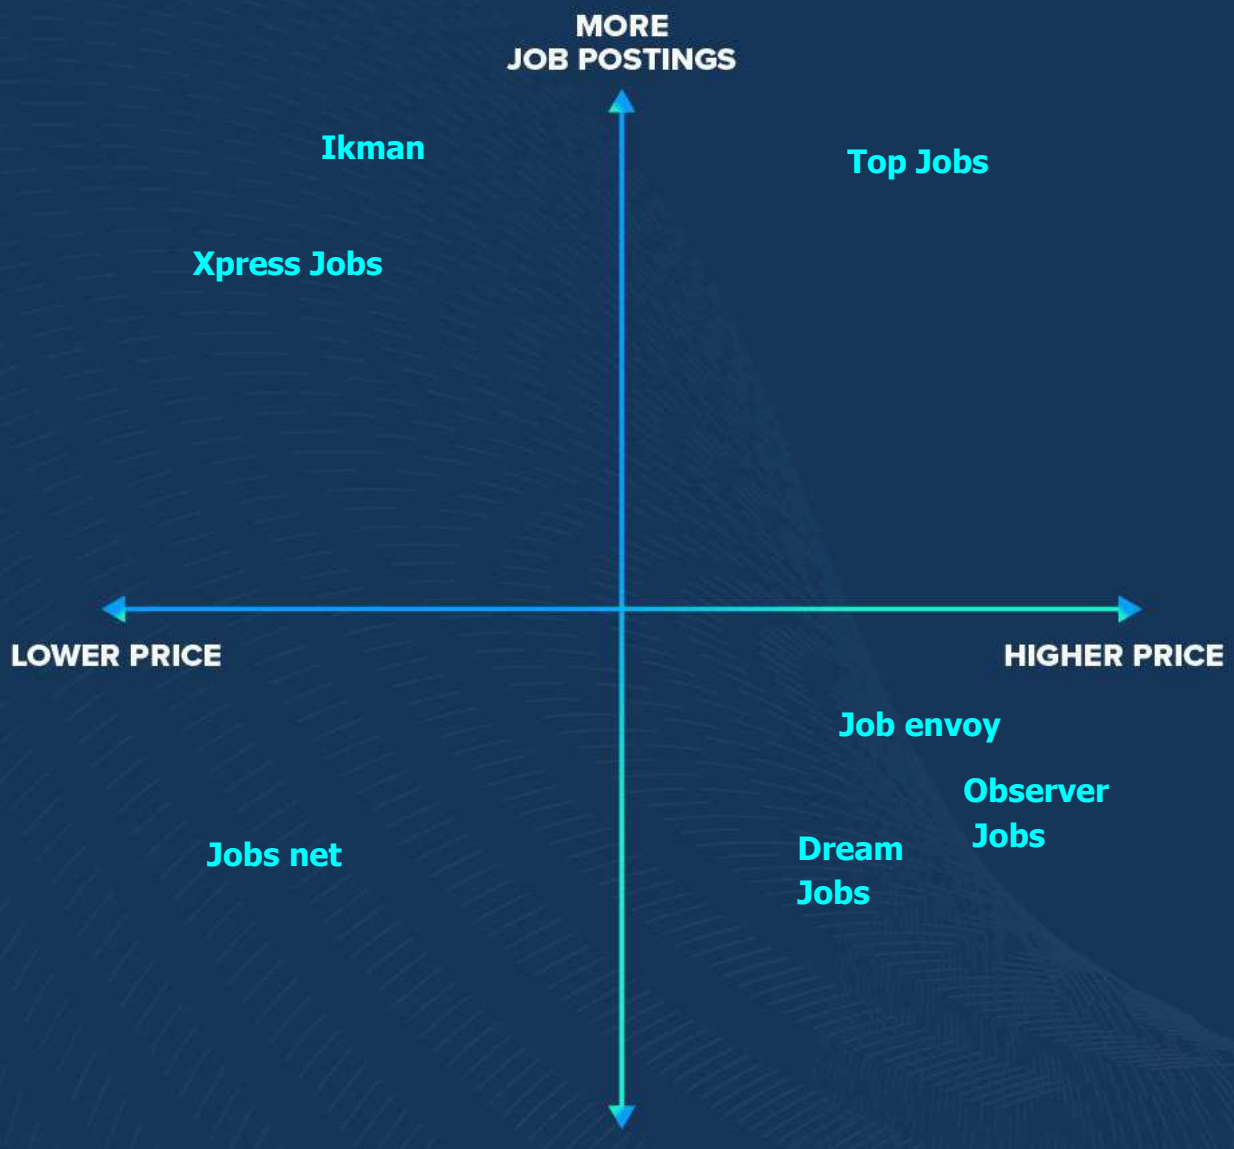 MORE
JOB POSTINGS
Ikman
Top Jobs
Xpress Jobs
LOWER PRICE
HIGHER PRICE
Job envoy
Observer
Jobs
Dream
Jobs
Jobs net